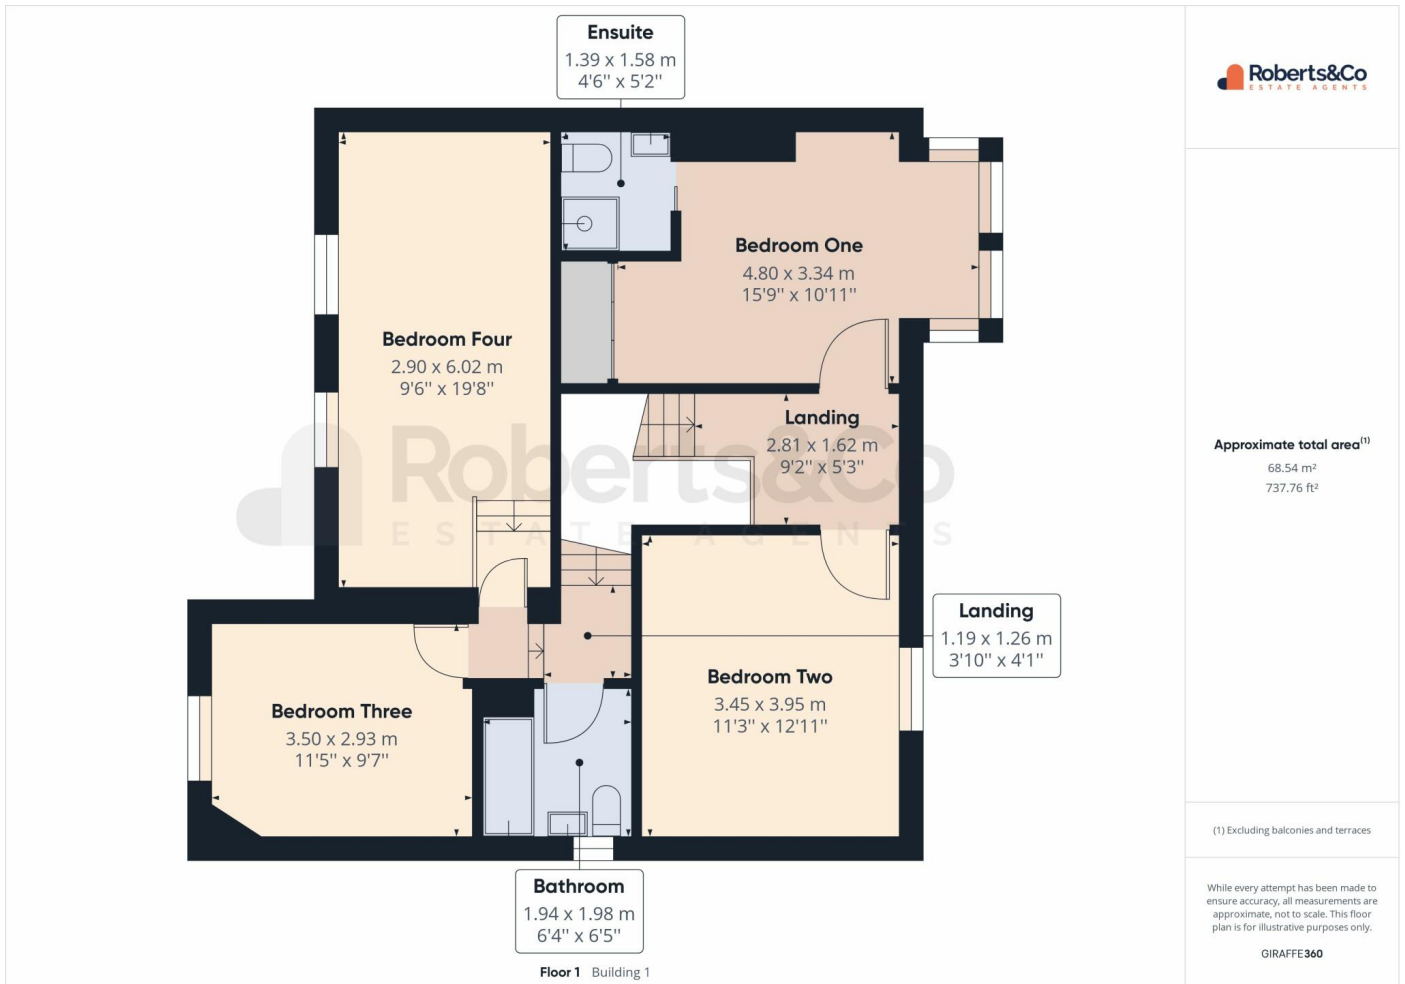 Ensuite
1.39 x 1.58 m
4'6'' x 5'2''
Bedroom One
4.80 x 3.34 m
15'9'' x 10'11''
Bedroom Four
2.90 x 6.02 m
9'6'' x 19'8''
Landing
2.81 x 1.62 m
9'2'' x 5'3''
Roberts&Co
ESTATE AGENTS
Landing
1.19 x 1.26 m
3'10'' x 4'1''
Bedroom Two
3.45 x 3.95 m
11'3'' x 12'11''
Bedroom Three
3.50 x 2.93 m
11'5'' x 9'7''
Bathroom
1.94 x 1.98 m
6'4'' x 6'5''
Floor 1 Building 1
Roberts&Co
ESTATE AGENTS
Approximate total area(1)
68.54 m²
737.76 ft²
(1) Excluding balconies and terraces
While every attempt has been made to
ensure accuracy, all measurements are
approximate, not to scale. This floor
plan is for illustrative purposes only.
GIRAFFE360